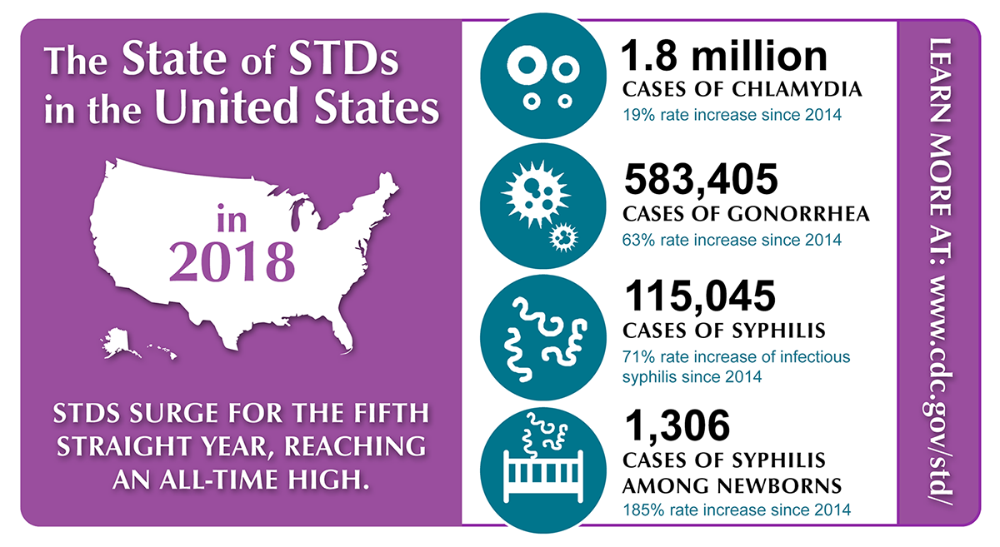 The State of STDs
in the United States
in
2018
STDS SURGE FOR THE FIFTH
STRAIGHT YEAR, REACHING
AN ALL-TIME HIGH.
1.8 million
CASES OF CHLAMYDIA
19% rate increase since 2014
583,405
CASES OF GONORRHEA
63% rate increase since 2014
115,045
CASES OF SYPHILIS
71% rate increase of infectious
syphilis since 2014
1,306
CASES OF SYPHILIS
AMONG NEWBORNS
185% rate increase since 2014
LEARN MORE AT: www.cdc.gov/std/